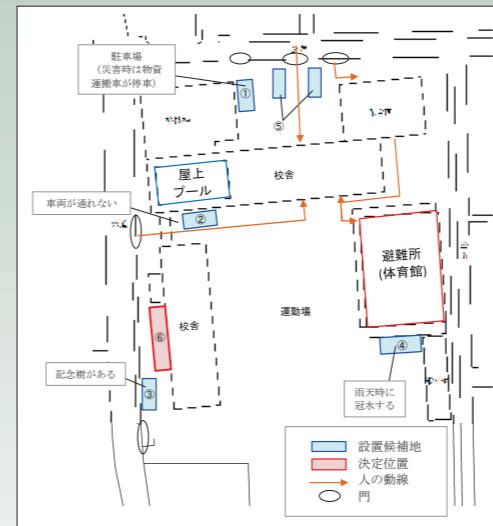 駐車場
（災害時は物資
運搬車が停車）
①
⑤
屋上
プール
校舎
車両が通れない
②
避難所
(体育館)
運動場
校舎
⑥
④
記念樹がある
③
雨天時に
冠水する
設置候補地
決定位置
人の動線
門